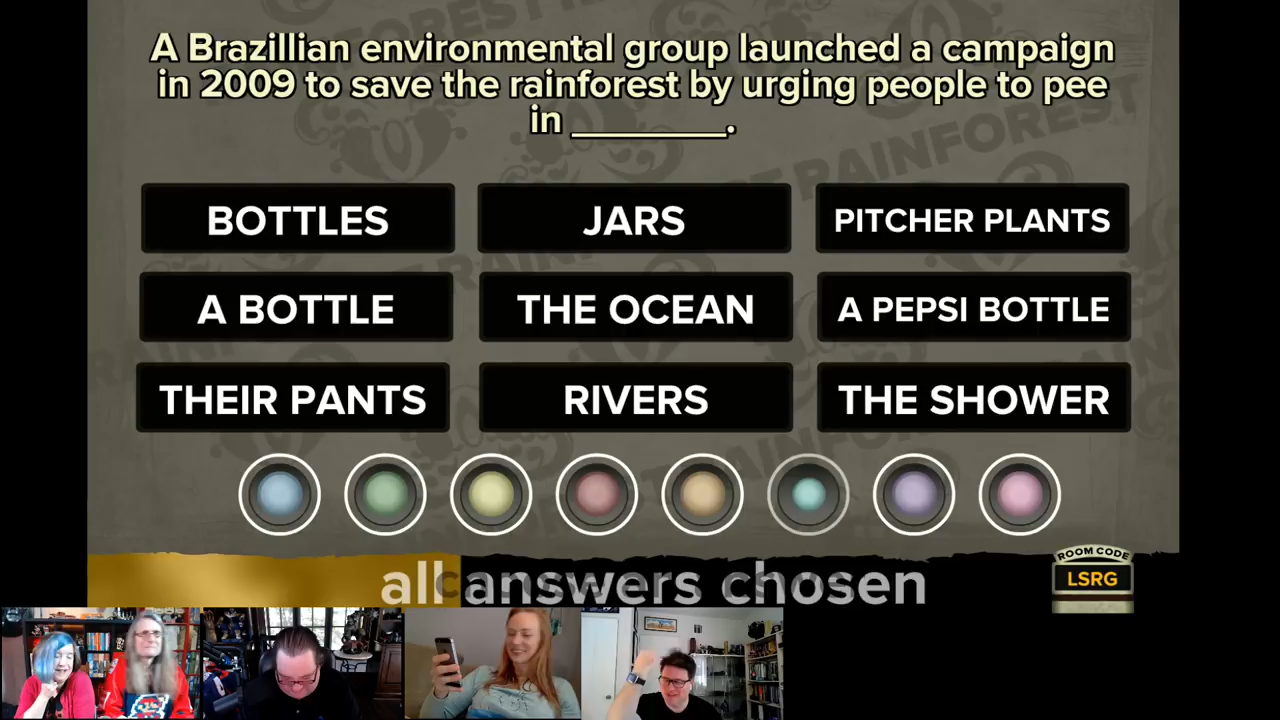 A Brazillian environmental group launched a campaign
in 2009 to save the rainforest by urging people to pee
in _______.
BOTTLES
JARS
PITCHER PLANTS
A BOTTLE
THE OCEAN
A PEPSI BOTTLE
THEIR PANTS
RIVERS
THE SHOWER
all answers chosen
ROOM CODE
LSRG